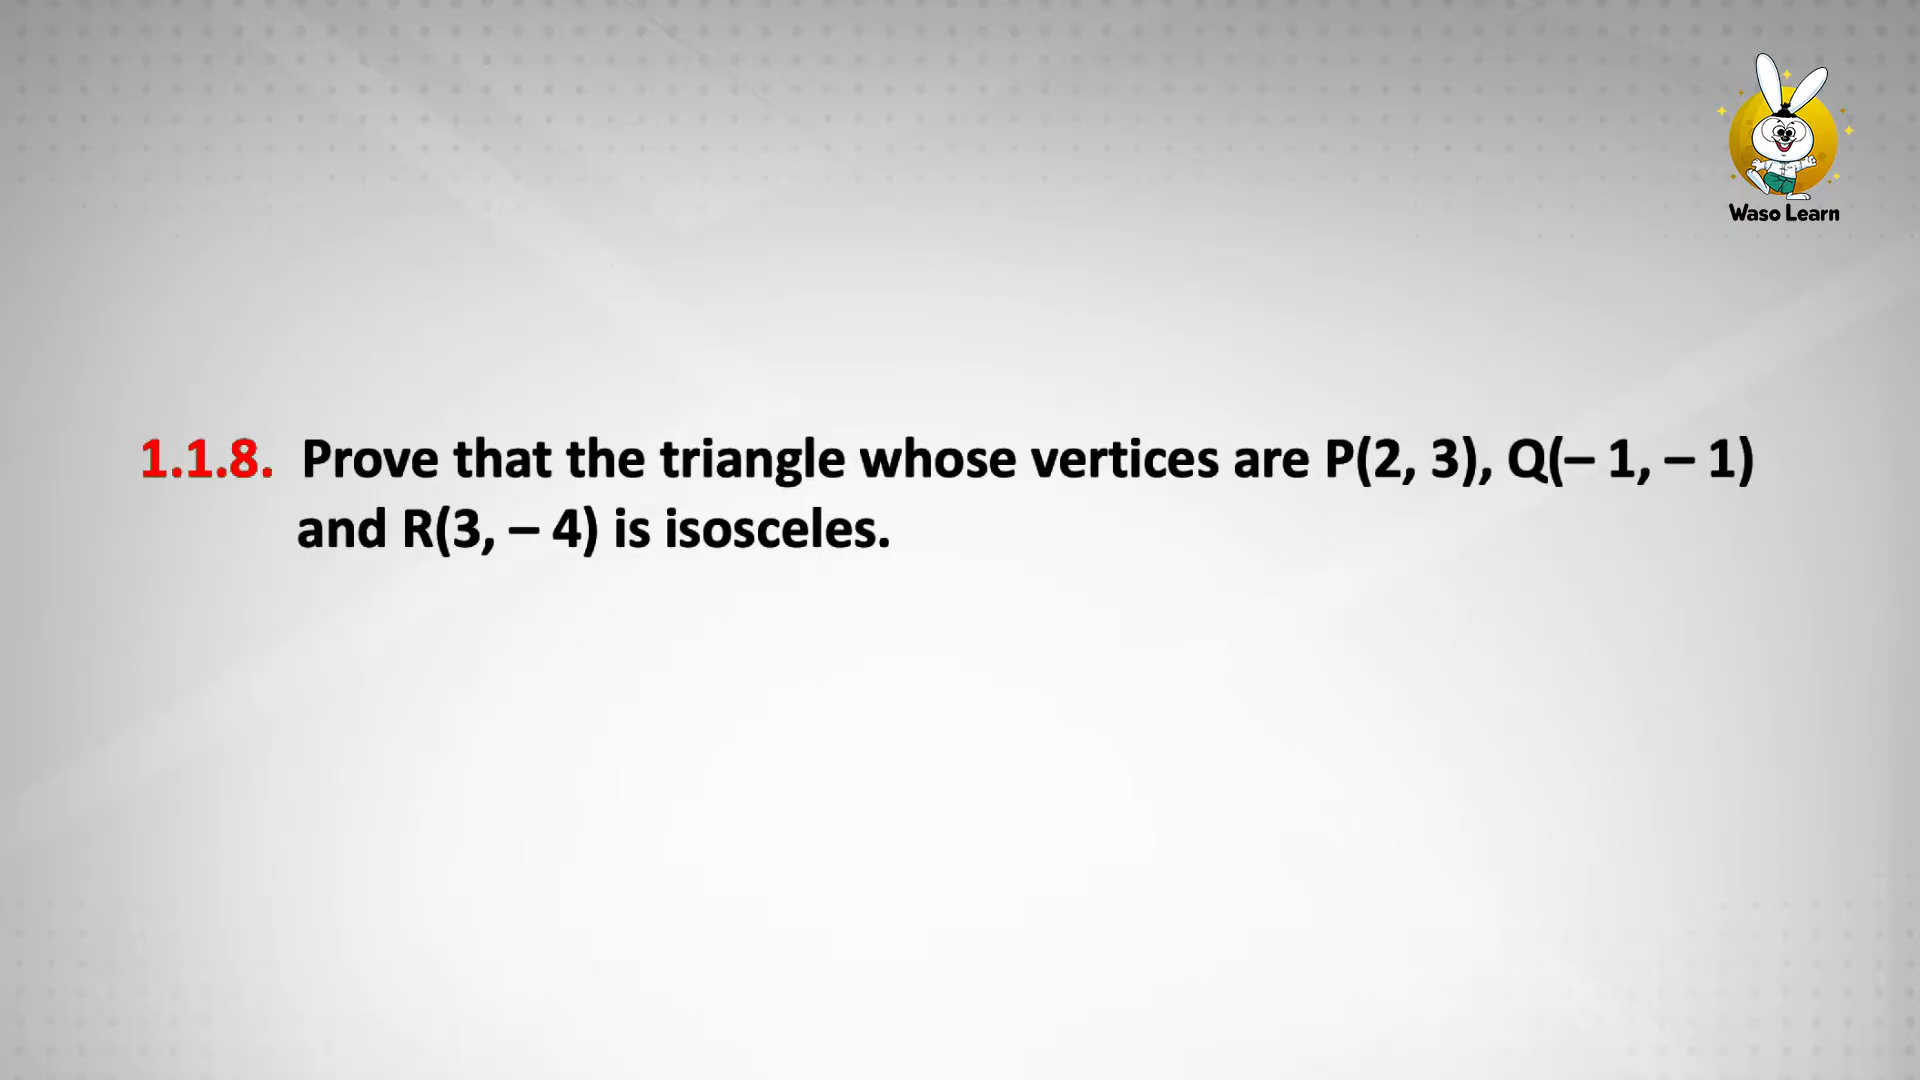 Waso Learn
1.1.8. Prove that the triangle whose vertices are P(2, 3), Q(– 1, – 1)
and R(3, – 4) is isosceles.